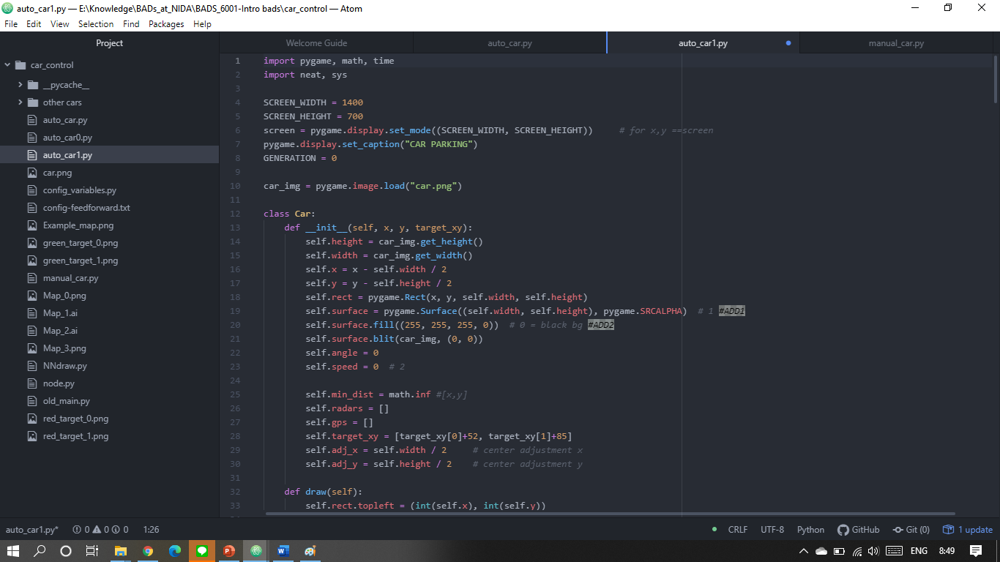 auto_car1.py — E:\Knowledge\BADs_at_NIDA\BADS_6001-Intro bads\car_control — Atom
File Edit View Selection Find Packages Help
Project
Welcome Guide
auto_car.py
auto_car1.py
manual_car.py
car_control
__pycache__
other cars
auto_car.py
auto_car0.py
auto_car1.py
car.png
config_variables.py
config-feedforward.txt
Example_map.png
green_target_0.png
green_target_1.png
manual_car.py
Map_0.png
Map_1.ai
Map_2.ai
Map_3.png
NNdraw.py
node.py
old_main.py
red_target_0.png
red_target_1.png
1 import pygame, math, time
2 import neat, sys
3
4 SCREEN_WIDTH = 1400
5 SCREEN_HEIGHT = 700
6 screen = pygame.display.set_mode((SCREEN_WIDTH, SCREEN_HEIGHT))     # for x,y ==screen
7 pygame.display.set_caption("CAR PARKING")
8 GENERATION = 0
9
10 car_img = pygame.image.load("car.png")
11
12 class Car:
13     def __init__(self, x, y, target_xy):
14         self.height = car_img.get_height()
15         self.width = car_img.get_width()
16         self.x = x - self.width / 2
17         self.y = y - self.height / 2
18         self.rect = pygame.Rect(x, y, self.width, self.height)
19         self.surface = pygame.Surface((self.width, self.height), pygame.SRCALPHA)  # 1 #ADD1
20         self.surface.fill((255, 255, 255, 0))  # 0 = black bg #ADD2
21         self.surface.blit(car_img, (0, 0))
22         self.angle = 0
23         self.speed = 0  # 2
24
25         self.min_dist = math.inf #[x,y]
26         self.radars = []
27         self.gps = []
28         self.target_xy = [target_xy[0]+52, target_xy[1]+85]
29         self.adj_x = self.width / 2     # center adjustment x
30         self.adj_y = self.height / 2    # center adjustment y
31
32     def draw(self):
33         self.rect.topleft = (int(self.x), int(self.y))
auto_car1.py* 0 0 0 1:26 CRLF UTF-8 Python GitHub Git (0) 1 update
ENG 8:49